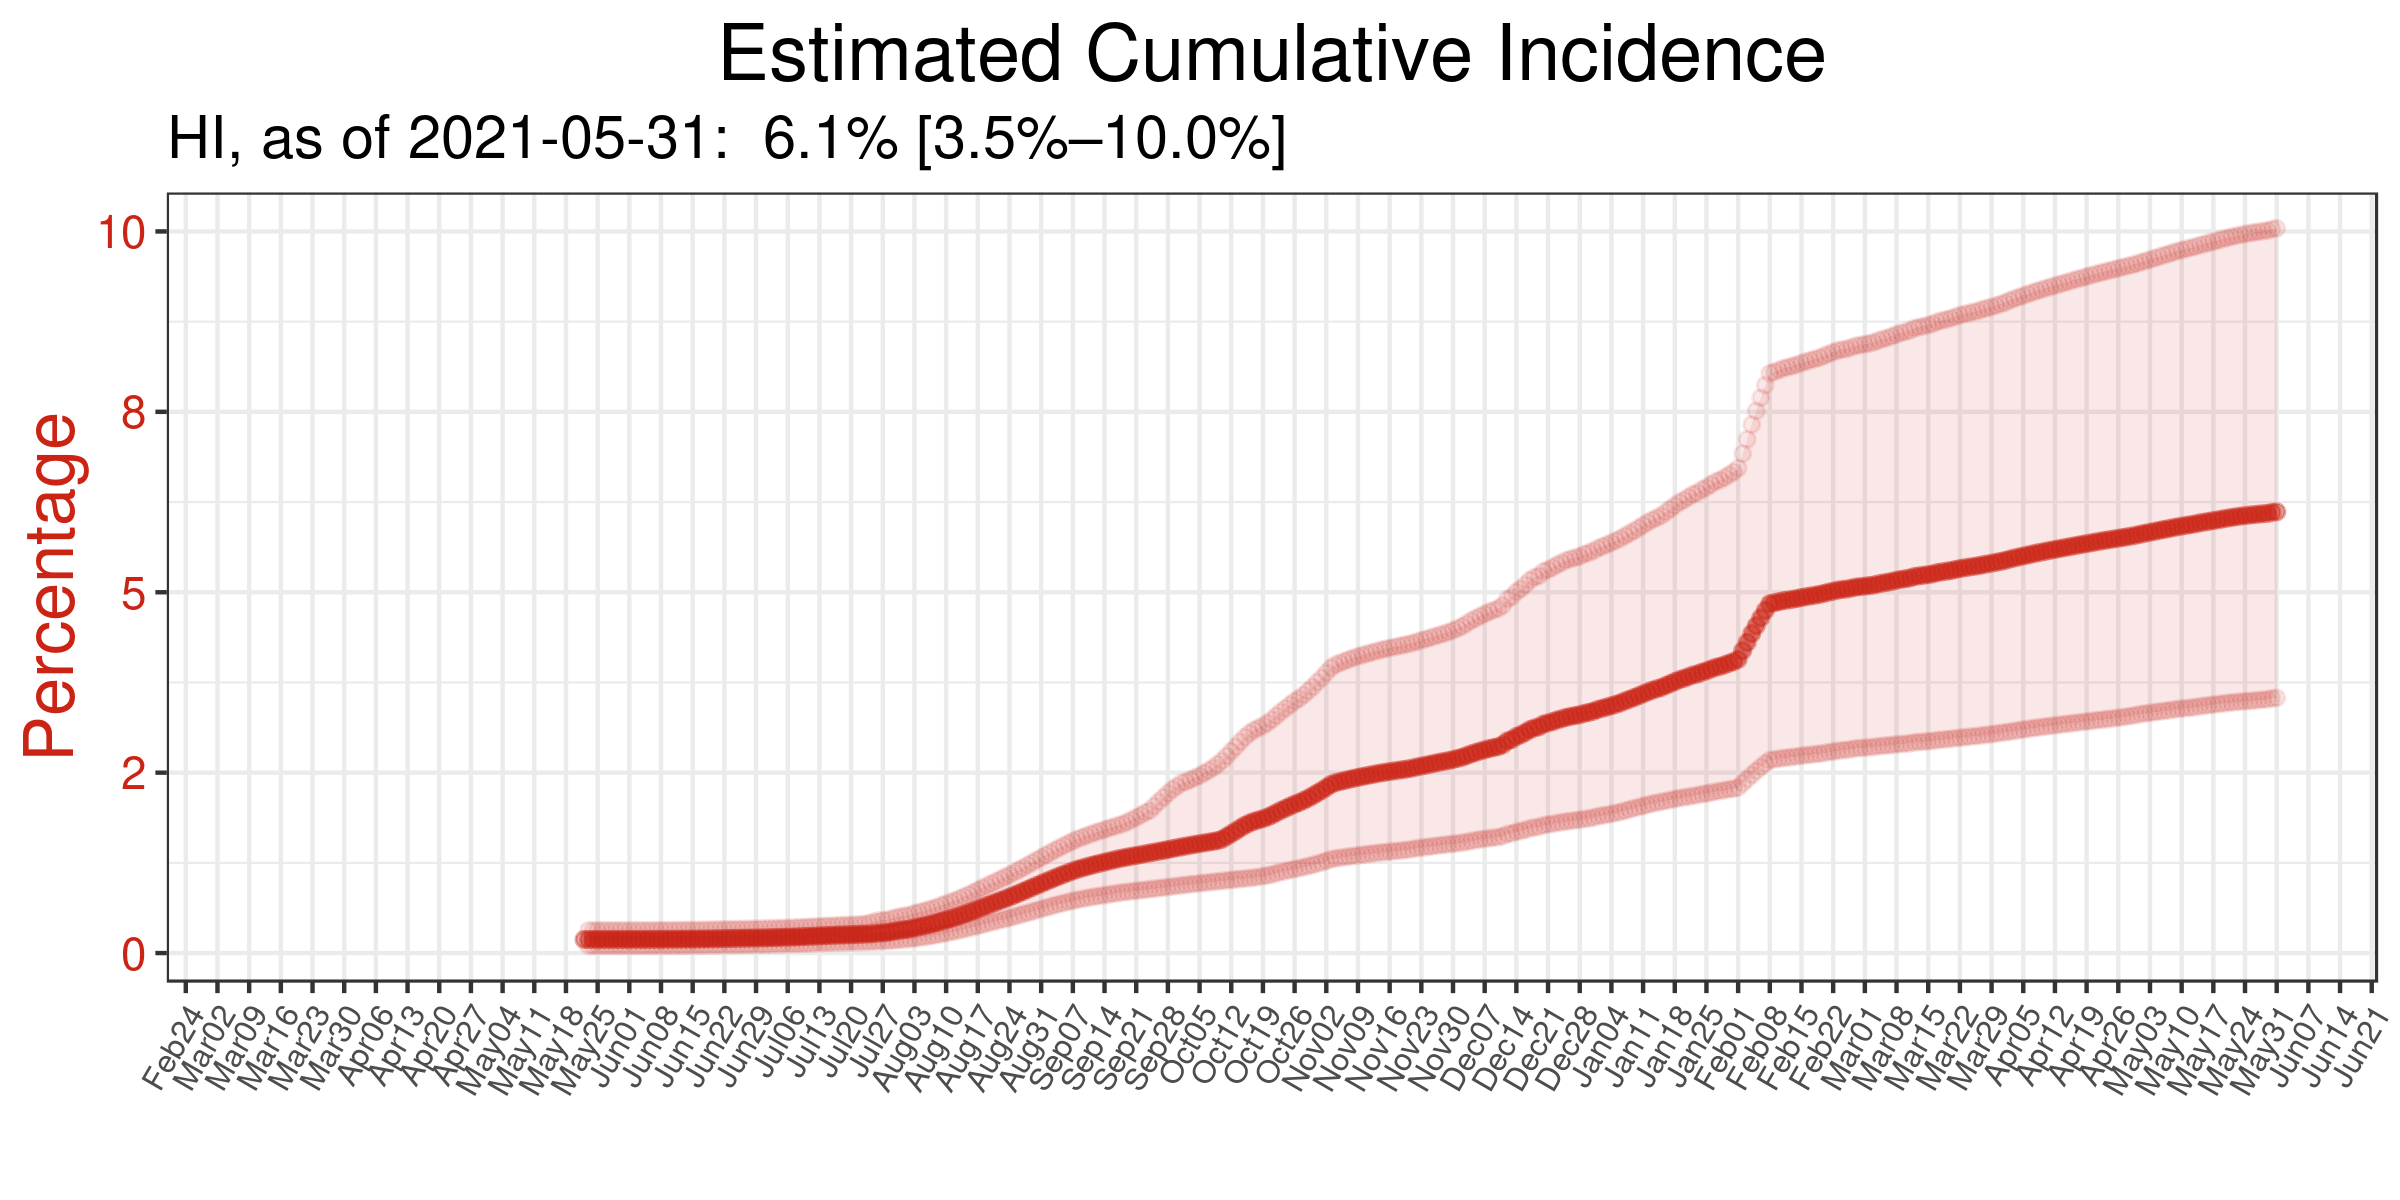 Estimated Cumulative Incidence
HI, as of 2021-05-31:  6.1% [3.5%–10.0%]
Percentage
10
8
5
2
0
Feb24
Mar02
Mar09
Mar16
Mar23
Mar30
Apr06
Apr13
Apr20
Apr27
May04
May11
May18
May25
Jun01
Jun08
Jun15
Jun22
Jun29
Jul06
Jul13
Jul20
Jul27
Aug03
Aug10
Aug17
Aug24
Aug31
Sep07
Sep14
Sep21
Sep28
Oct05
Oct12
Oct19
Oct26
Nov02
Nov09
Nov16
Nov23
Nov30
Dec07
Dec14
Dec21
Dec28
Jan04
Jan11
Jan18
Jan25
Feb01
Feb08
Feb15
Feb22
Mar01
Mar08
Mar15
Mar22
Mar29
Apr05
Apr12
Apr19
Apr26
May03
May10
May17
May24
May31
Jun07
Jun14
Jun21